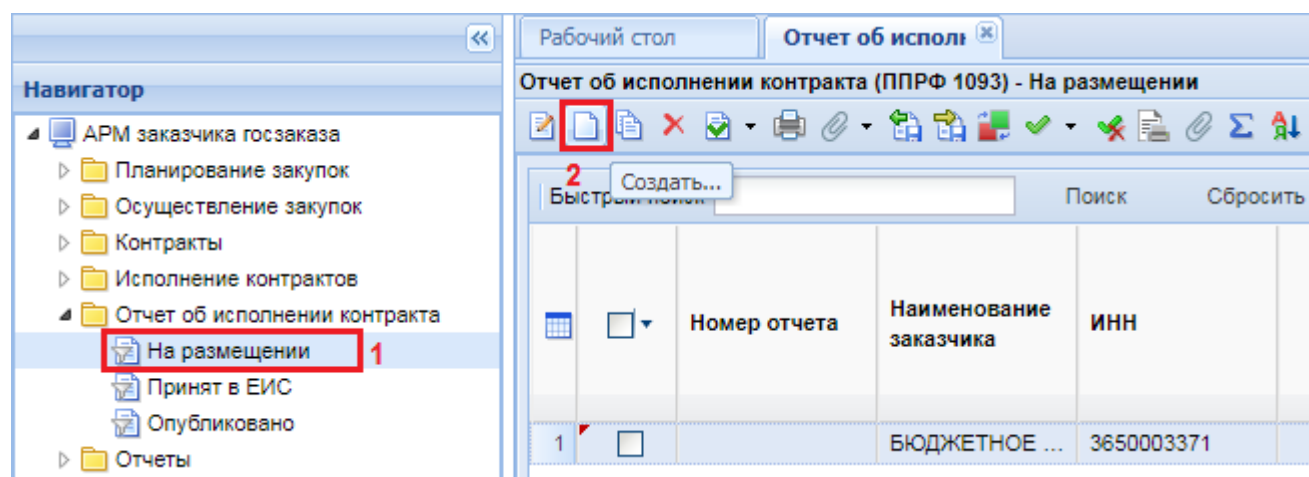 Навигатор
АРМ заказчика госзаказа
Планирование закупок
Осуществление закупок
Контракты
Исполнение контрактов
Отчет об исполнении контракта
На размещении 1
Принят в ЕИС
Опубликовано
Отчеты
Рабочий стол Отчет об исполн
Отчет об исполнении контракта (ППРФ 1093) - На размещении
2
Создать...
Быстрый поиск Поиск Сбросить
Номер отчета Наименование заказчика ИНН
1 БЮДЖЕТНОЕ ... 3650003371